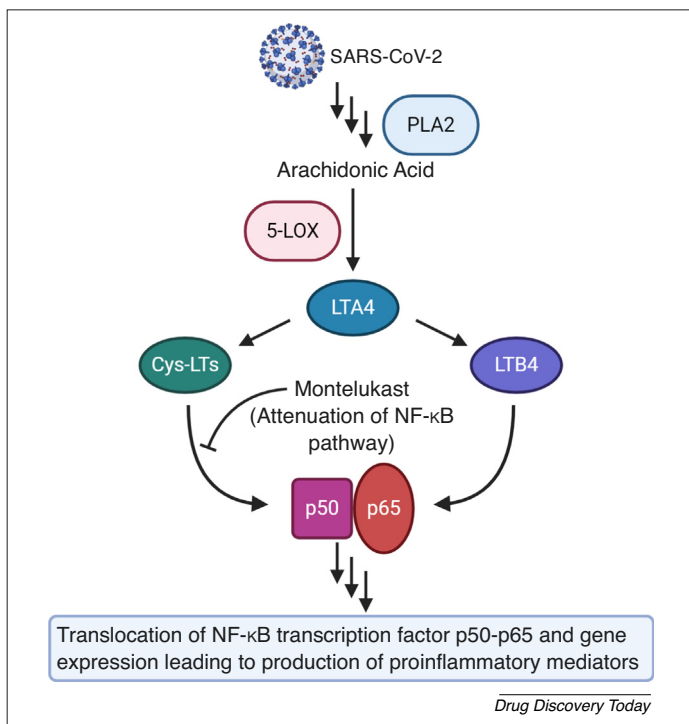 SARS-CoV-2
PLA2
Arachidonic Acid
5-LOX
LTA4
Cys-LTs
LTB4
Montelukast
(Attenuation of NF-κB
pathway)
p50
p65
Translocation of NF-κB transcription factor p50-p65 and gene
expression leading to production of proinflammatory mediators
Drug Discovery Today